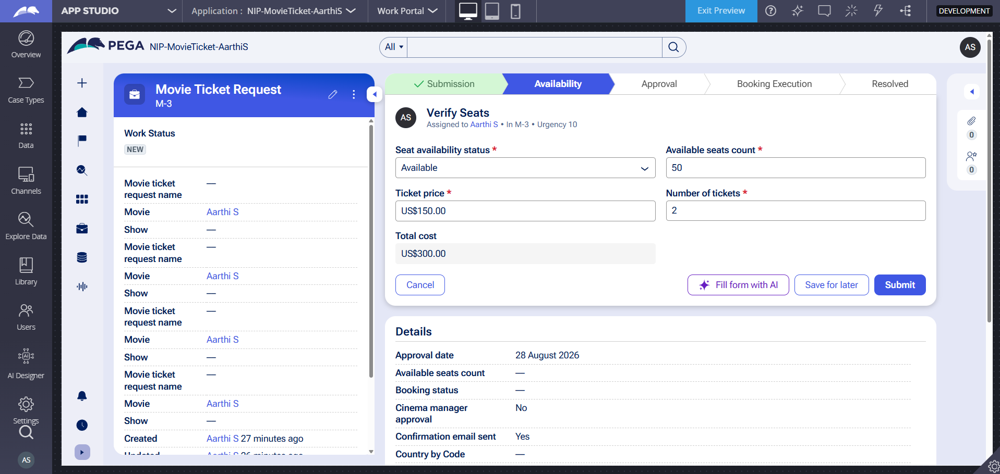 APP STUDIO
Application : NIP-MovieTicket-AarthiS
Work Portal
Exit Preview
DEVELOPMENT
Overview
Case Types
Data
Channels
Explore Data
Library
Users
AI
AI Designer
Settings
AS
PEGA NIP-MovieTicket-AarthiS
All
AS
Movie Ticket Request
M-3
Work Status
NEW
Movie ticket request name —
Movie Aarthi S
Show —
Movie ticket request name —
Movie Aarthi S
Show —
Movie ticket request name —
Movie Aarthi S
Show —
Movie ticket request name —
Movie Aarthi S
Show —
Created Aarthi S 27 minutes ago
Updated Aarthi S 26 minutes ago
Submission
Availability
Approval
Booking Execution
Resolved
AS
Verify Seats
Assigned to Aarthi S • In M-3 • Urgency 10
Seat availability status *
Available
Available seats count *
50
Ticket price *
US$150.00
Number of tickets *
2
Total cost
US$300.00
Cancel
Fill form with AI
Save for later
Submit
0
0
Details
Approval date 28 August 2026
Available seats count —
Booking status —
Cinema manager approval No
Confirmation email sent Yes
Country by Code —